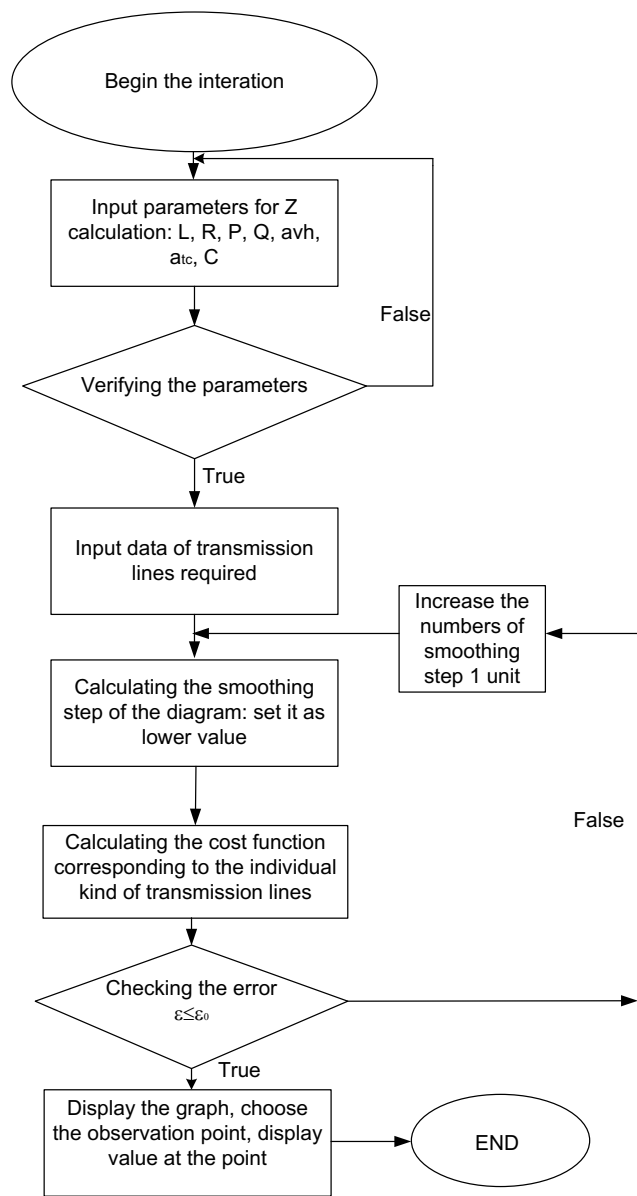 Begin the interation
Input parameters for Z
calculation: L, R, P, Q, avh,
atc, C
False
Verifying the parameters
True
Input data of transmission
lines required
Increase the
numbers of
smoothing
step 1 unit
Calculating the smoothing
step of the diagram: set it as
lower value
False
Calculating the cost function
corresponding to the individual
kind of transmission lines
Checking the error
ε≤ε0
True
Display the graph, choose
the observation point, display
value at the point
END